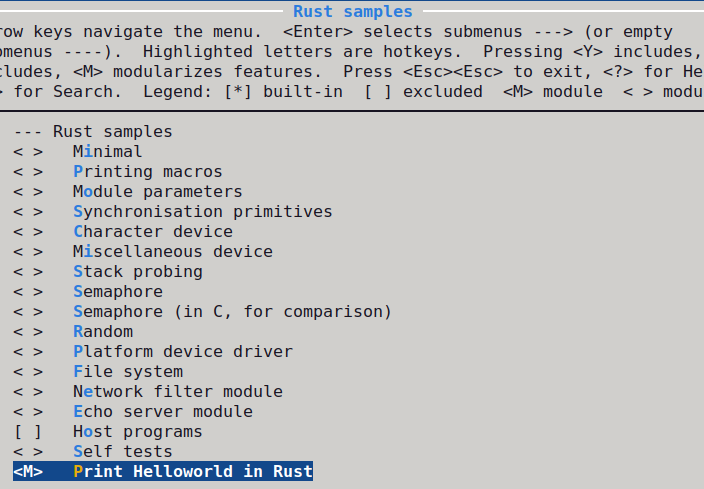 Rust samples
row keys navigate the menu.  <Enter> selects submenus ---> (or empty
omenus ----).  Highlighted letters are hotkeys.  Pressing <Y> includes,
cludes, <M> modularizes features.  Press <Esc><Esc> to exit, <?> for He
> for Search.  Legend: [*] built-in  [ ] excluded  <M> module  < > modu
--- Rust samples
< >   Minimal
< >   Printing macros
< >   Module parameters
< >   Synchronisation primitives
< >   Character device
< >   Miscellaneous device
< >   Stack probing
< >   Semaphore
< >   Semaphore (in C, for comparison)
< >   Random
< >   Platform device driver
< >   File system
< >   Network filter module
< >   Echo server module
[ ]   Host programs
< >   Self tests
<M>   Print Helloworld in Rust